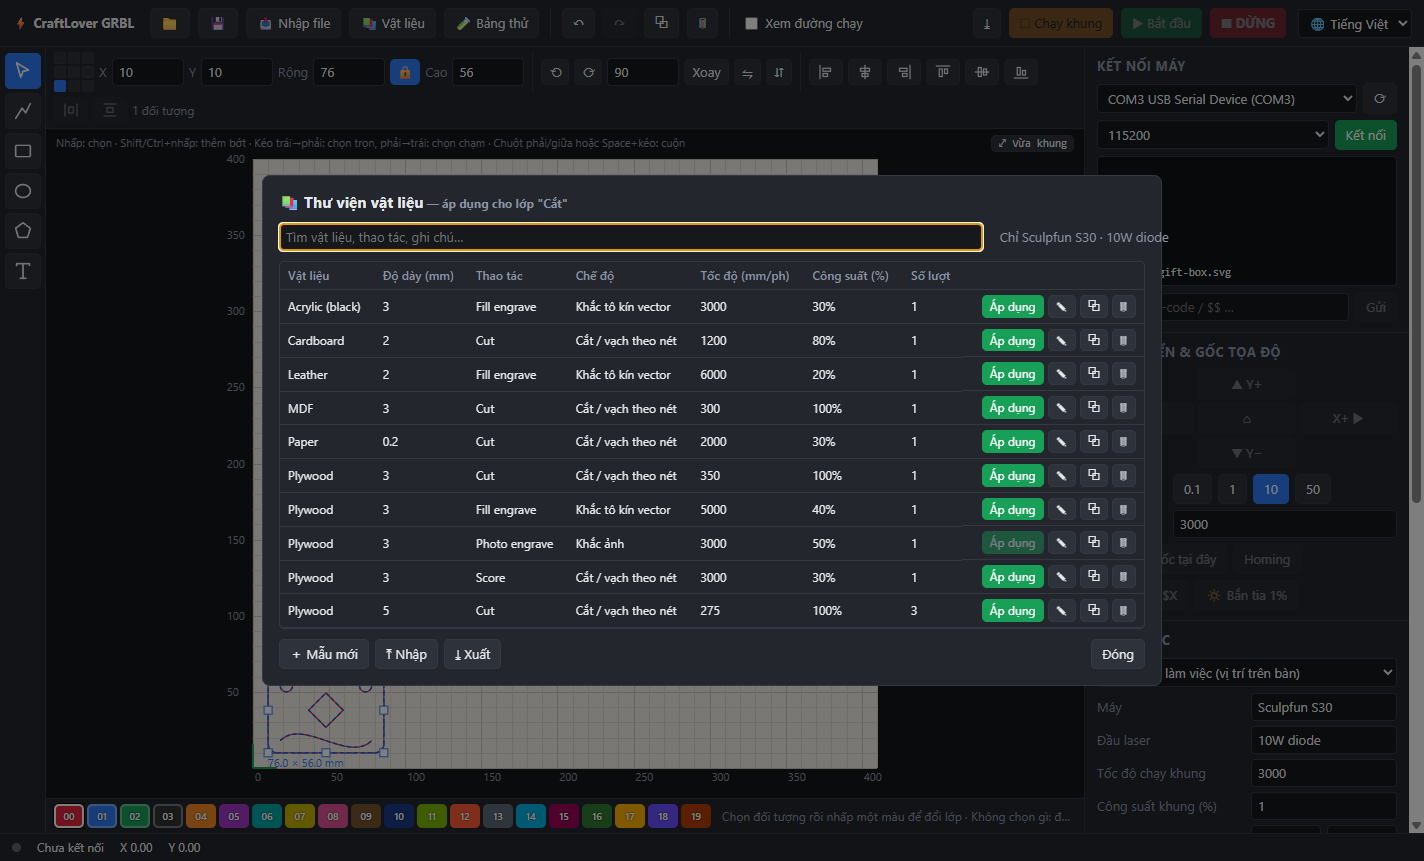 CraftLover GRBL Nhập file Vật liệu Bảng thử Xem đường chạy Chạy khung Bắt đầu DỪNG Tiếng Việt
X 10 Y 10 Rộng 76 Cao 56 90 Xoay
1 đối tượng
Nhấp: chọn · Shift/Ctrl+nhấp: thêm bớt · Kéo trái→phải: chọn trọn, phải→trái: chọn chạm · Chuột phải/giữa hoặc Space+kéo: cuộn
Vừa khung
KẾT NỐI MÁY
COM3 USB Serial Device (COM3)
115200 Kết nối
gift-box.svg
-code / $$ ... Gửi
ỂN & GỐC TỌA ĐỘ
▲ Y+
X+ ▶
▼ Y−
0.1 1 10 50
3000
ốc tại đây Homing
$X Bắn tia 1%
C
làm việc (vị trí trên bàn)
Máy Sculpfun S30
Đầu laser 10W diode
Tốc độ chạy khung 3000
Công suất khung (%) 1
Thư viện vật liệu — áp dụng cho lớp "Cắt"
Tìm vật liệu, thao tác, ghi chú... Chỉ Sculpfun S30 · 10W diode
Vật liệu Độ dày (mm) Thao tác Chế độ Tốc độ (mm/ph) Công suất (%) Số lượt
Acrylic (black) 3 Fill engrave Khắc tô kín vector 3000 30% 1 Áp dụng
Cardboard 2 Cut Cắt / vạch theo nét 1200 80% 1 Áp dụng
Leather 2 Fill engrave Khắc tô kín vector 6000 20% 1 Áp dụng
MDF 3 Cut Cắt / vạch theo nét 300 100% 1 Áp dụng
Paper 0.2 Cut Cắt / vạch theo nét 2000 30% 1 Áp dụng
Plywood 3 Cut Cắt / vạch theo nét 350 100% 1 Áp dụng
Plywood 3 Fill engrave Khắc tô kín vector 5000 40% 1 Áp dụng
Plywood 3 Photo engrave Khắc ảnh 3000 50% 1 Áp dụng
Plywood 3 Score Cắt / vạch theo nét 3000 30% 1 Áp dụng
Plywood 5 Cut Cắt / vạch theo nét 275 100% 3 Áp dụng
+ Mẫu mới Nhập Xuất Đóng
400
350
300
250
200
150
100
50
76.0 × 56.0 mm
0 50 100 150 200 250 300 350 400
00 01 02 03 04 05 06 07 08 09 10 11 12 13 14 15 16 17 18 19 Chọn đối tượng rồi nhấp một màu để đổi lớp · Không chọn gì: đ...
Chưa kết nối X 0.00 Y 0.00